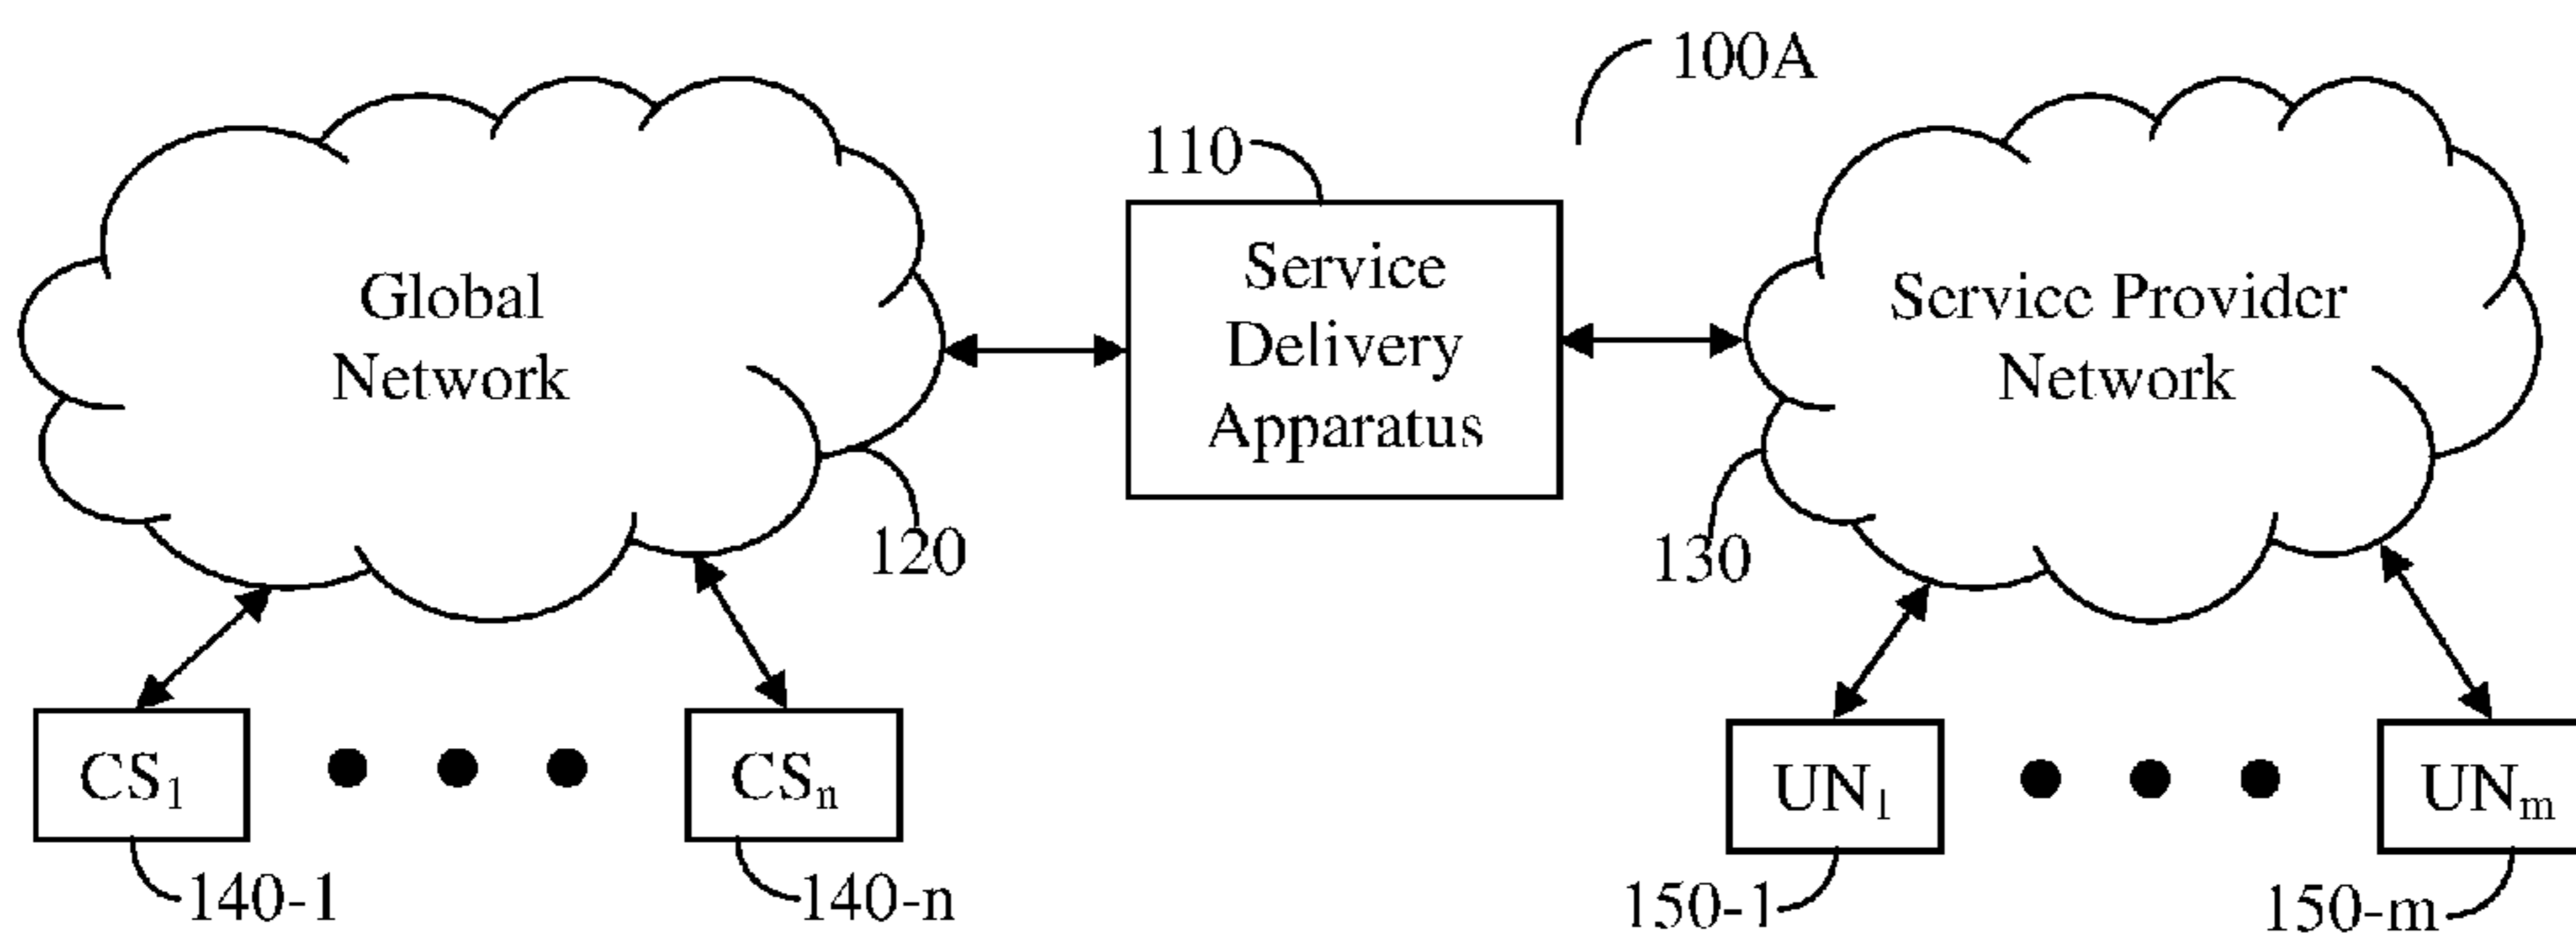 100A
110
Global
Network
Service
Delivery
Apparatus
Service Provider
Network
120
130
CS₁
CSₙ
UN₁
UNₘ
140-1
140-n
150-1
150-m